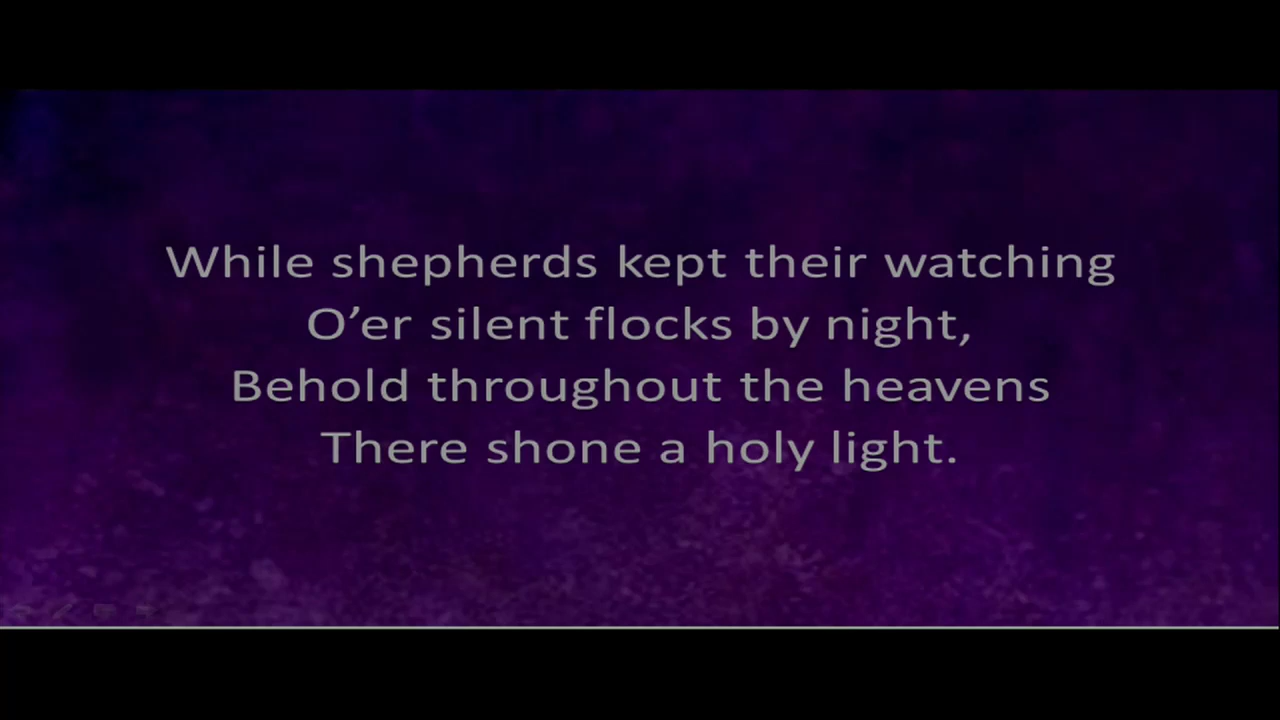 While shepherds kept their watching
O’er silent flocks by night,
Behold throughout the heavens
There shone a holy light.